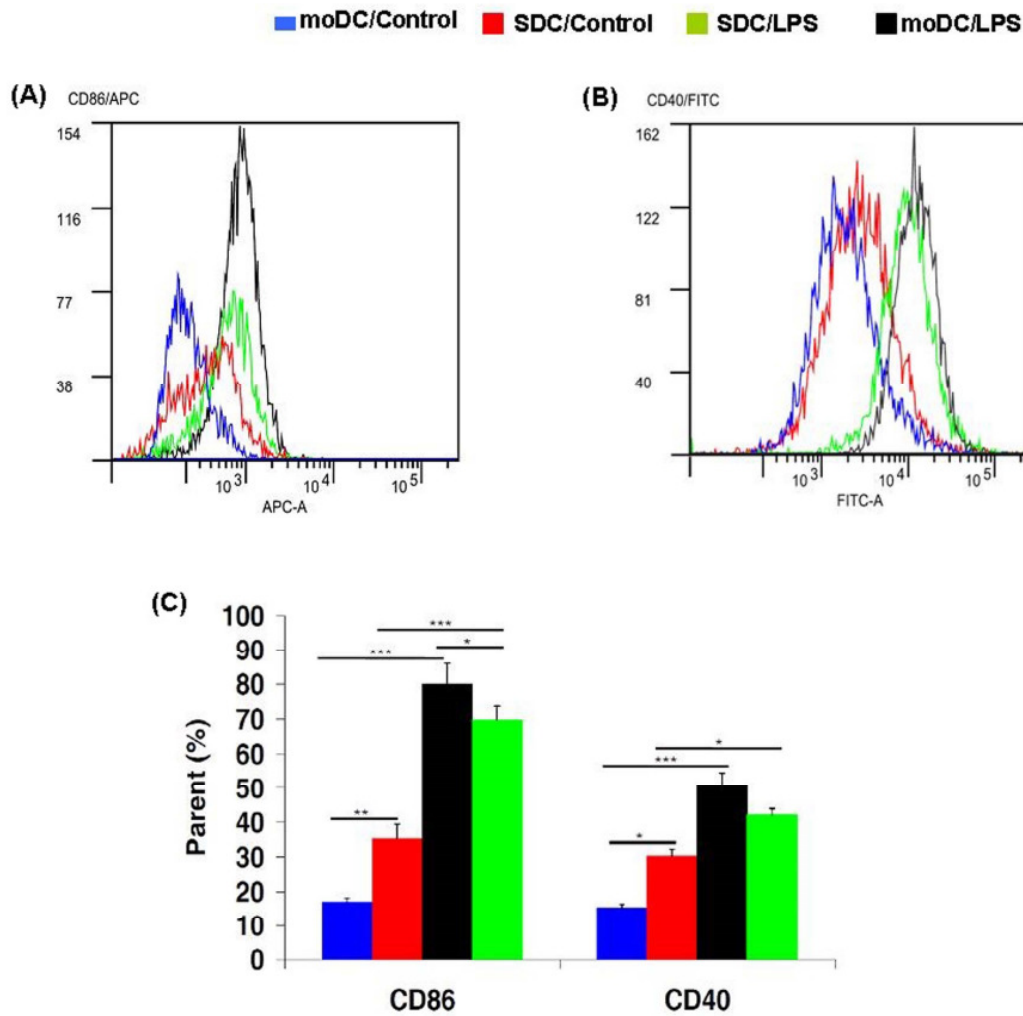 moDC/Control SDC/Control SDC/LPS moDC/LPS
(A) CD86/APC
154
116
77
38
10³ 10⁴ 10⁵
APC-A
(B) CD40/FITC
162
122
81
40
10³ 10⁴ 10⁵
FITC-A
(C)
Parent (%)
100
90
80
70
60
50
40
30
20
10
0
***
*
***
**
*
***
*
CD86 CD40